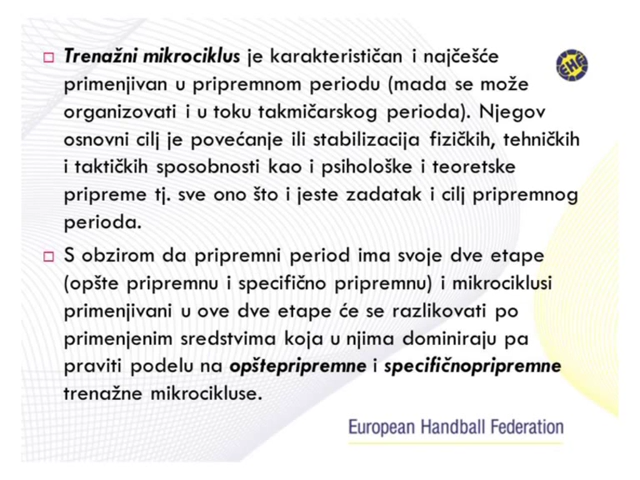 Trenažni mikrociklus je karakterističan i najčešće
primenjivan u pripremnom periodu (mada se može
organizovati i u toku takmičarskog perioda). Njegov
osnovni cilj je povećanje ili stabilizacija fizičkih, tehničkih
i taktičkih sposobnosti kao i psihološke i teoretske
pripreme tj. sve ono što i jeste zadatak i cilj pripremnog
perioda.
S obzirom da pripremni period ima svoje dve etape
(opšte pripremnu i specifično pripremnu) i mikrociklusi
primenjivani u ove dve etape će se razlikovati po
primenjenim sredstvima koja u njima dominiraju pa
praviti podelu na opštepripremne i specifičnopripremne
trenažne mikrocikluse.
EHF
European Handball Federation